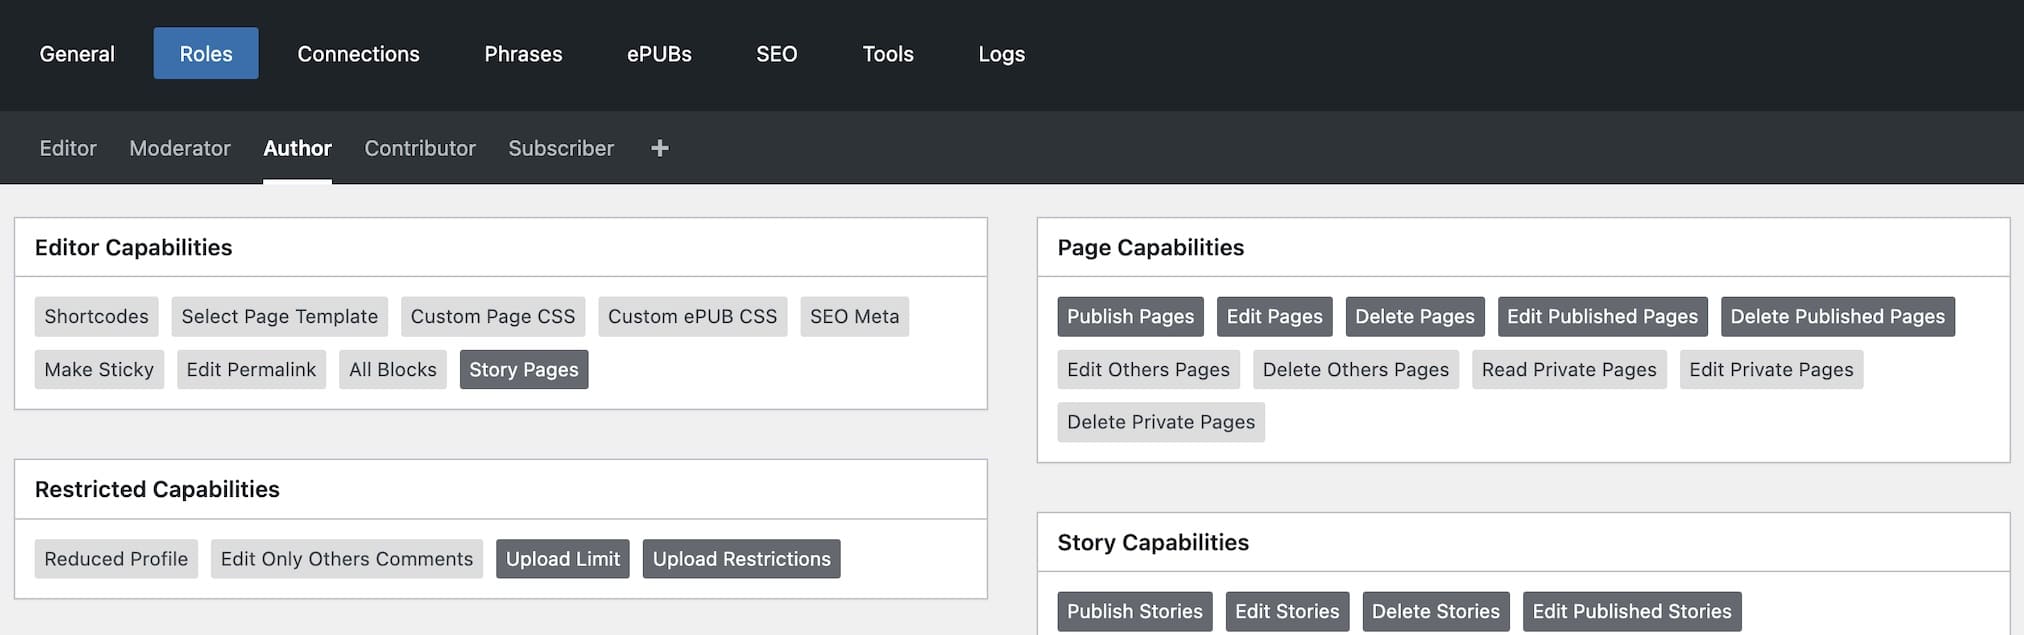 General Roles Connections Phrases ePUBs SEO Tools Logs
Editor Moderator Author Contributor Subscriber +
Editor Capabilities
Shortcodes Select Page Template Custom Page CSS Custom ePUB CSS SEO Meta
Make Sticky Edit Permalink All Blocks Story Pages
Restricted Capabilities
Reduced Profile Edit Only Others Comments Upload Limit Upload Restrictions
Page Capabilities
Publish Pages Edit Pages Delete Pages Edit Published Pages Delete Published Pages
Edit Others Pages Delete Others Pages Read Private Pages Edit Private Pages
Delete Private Pages
Story Capabilities
Publish Stories Edit Stories Delete Stories Edit Published Stories